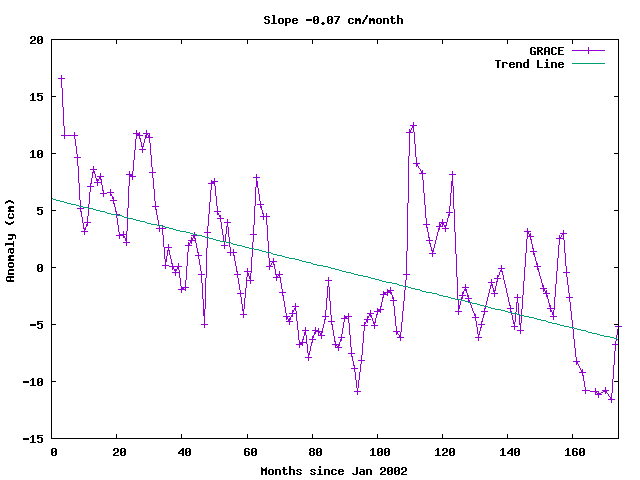 Slope -0.07 cm/month
GRACE
Trend Line
20
15
10
5
0
-5
-10
-15
Anomaly (cm)
0 20 40 60 80 100 120 140 160
Months since Jan 2002